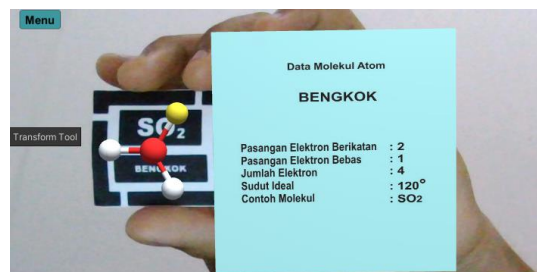 Menu
Transform Tool
SO2
BENGKOK
Data Molekul Atom
BENGKOK
Pasangan Elektron Berikatan : 2
Pasangan Elektron Bebas : 1
Jumlah Elektron : 4
Sudut Ideal : 120°
Contoh Molekul : SO2